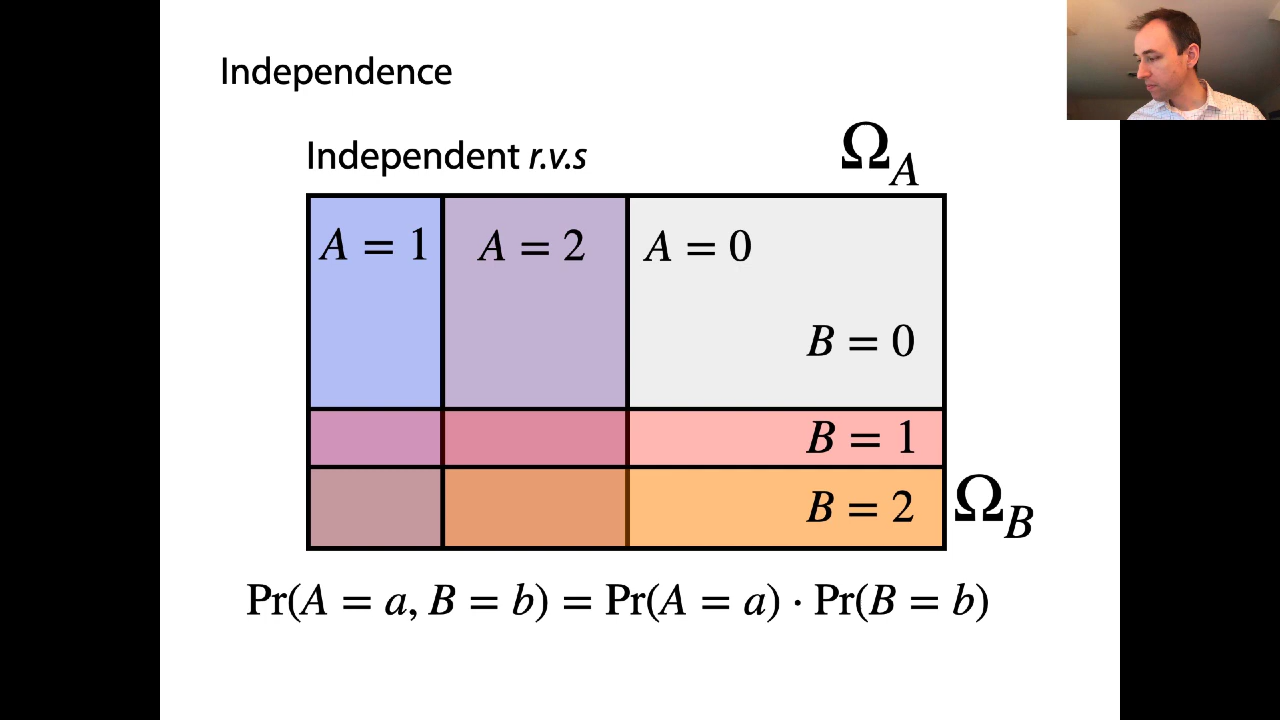 Independence
Independent r.v.s
Ω_A
A = 1
A = 2
A = 0
B = 0
B = 1
B = 2
Ω_B
Pr(A = a, B = b) = Pr(A = a) · Pr(B = b)